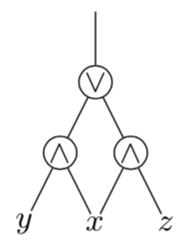 ∨
∧ ∧
y x z